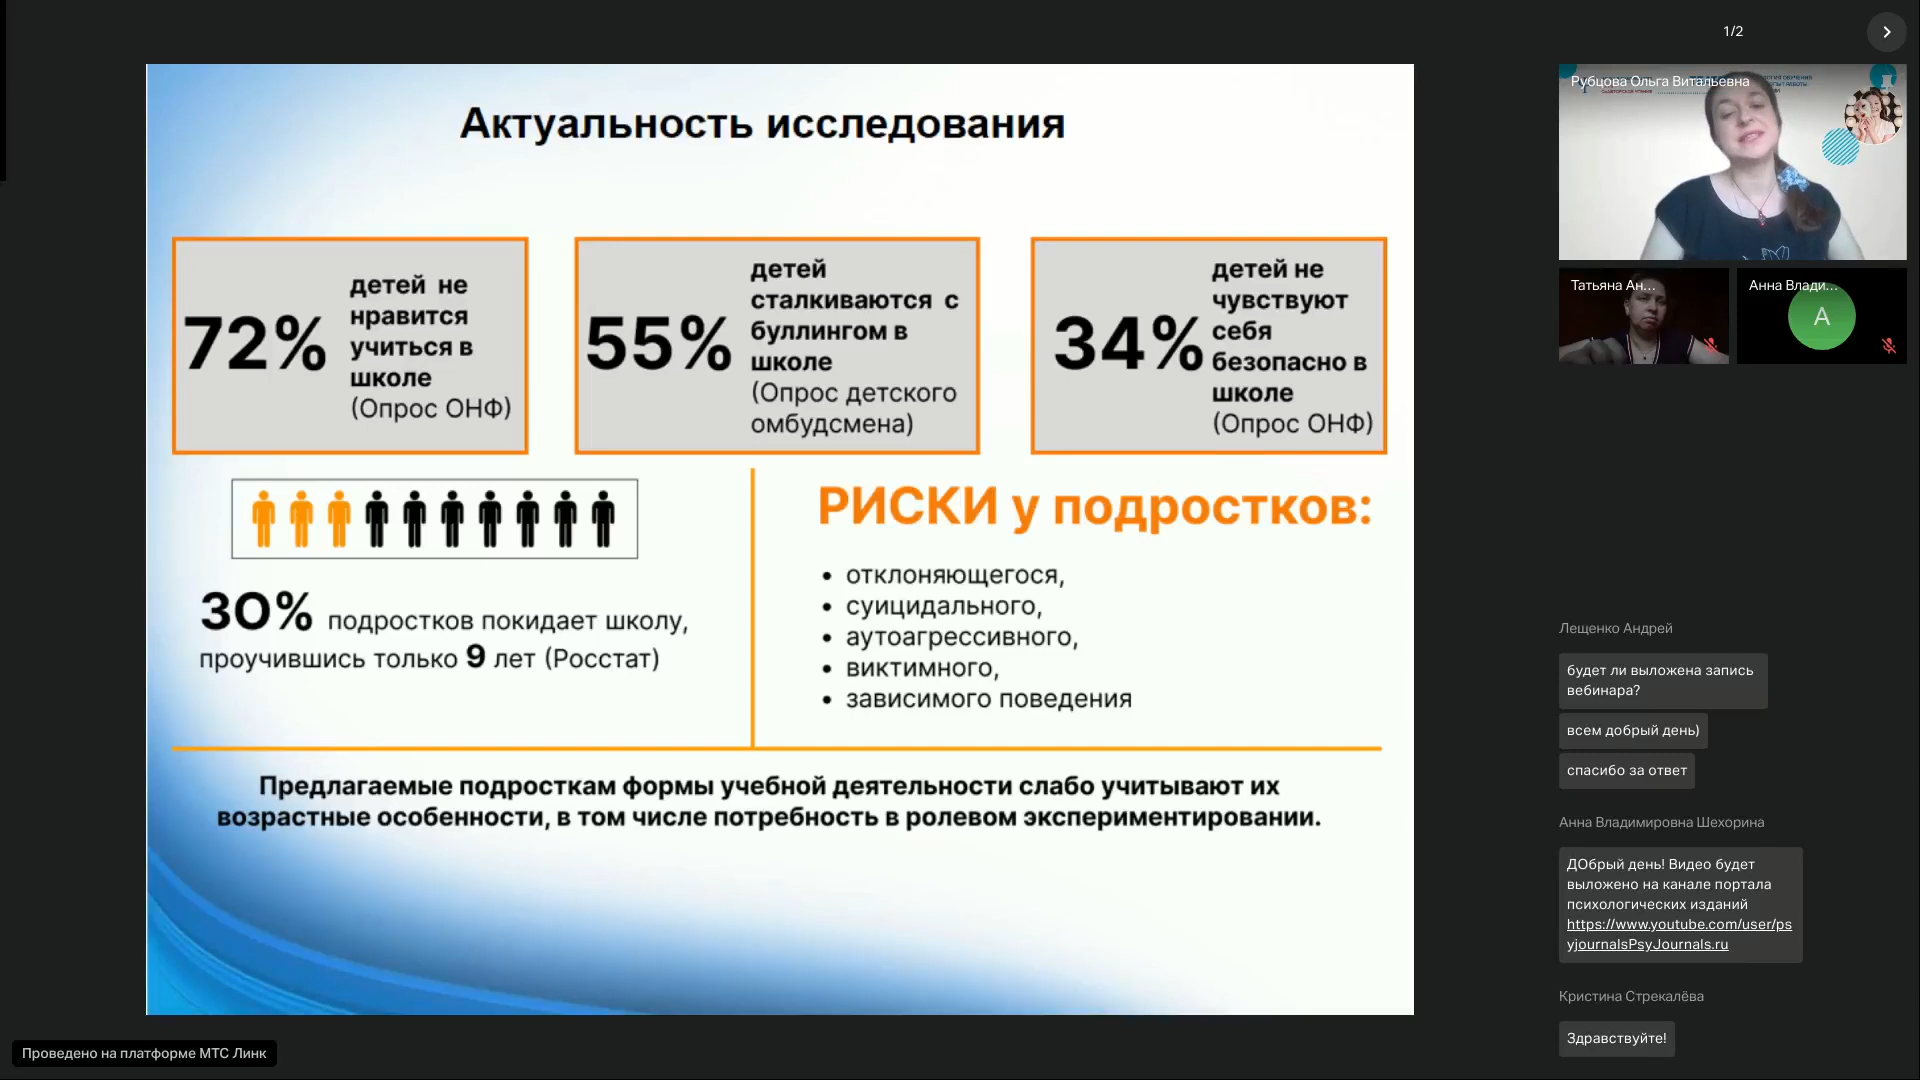 1/2
Актуальность исследования
72%
детей не
нравится
учиться в
школе
(Опрос ОНФ)
55%
детей
сталкиваются с
буллингом в
школе
(Опрос детского
омбудсмена)
34%
детей не
чувствуют
себя
безопасно в
школе
(Опрос ОНФ)
30% подростков покидает школу,
проучившись только 9 лет (Росстат)
РИСКИ у подростков:
• отклоняющегося,
• суицидального,
• аутоагрессивного,
• виктимного,
• зависимого поведения
Предлагаемые подросткам формы учебной деятельности слабо учитывают их
возрастные особенности, в том числе потребность в ролевом экспериментировании.
Проведено на платформе МТС Линк
Рубцова Ольга Витальевна
Татьяна Ан...
Анна Влади...
А
Лещенко Андрей
будет ли выложена запись
вебинара?
всем добрый день)
спасибо за ответ
Анна Владимировна Шехорина
ДОбрый день! Видео будет
выложено на канале портала
психологических изданий
https://www.youtube.com/user/ps
yjournalsPsyJournals.ru
Кристина Стрекалёва
Здравствуйте!